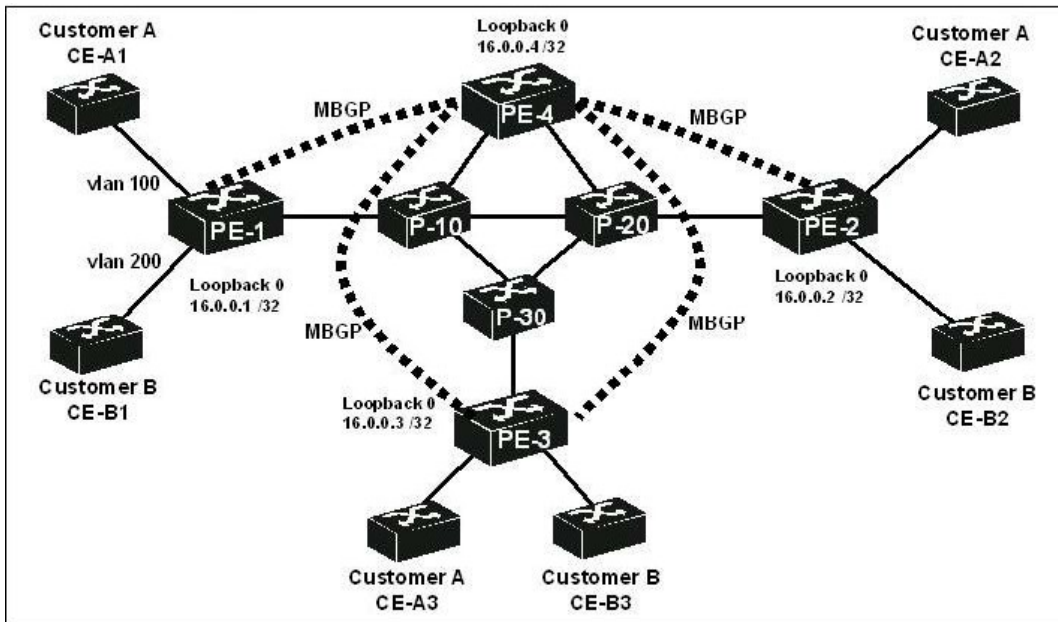 Customer A
CE-A1
Loopback 0
16.0.0.4 /32
Customer A
CE-A2
MBGP
PE-4
MBGP
vlan 100
PE-1
P-10
P-20
PE-2
vlan 200
Loopback 0
16.0.0.1 /32
Loopback 0
16.0.0.2 /32
P-30
MBGP
MBGP
Customer B
CE-B1
Loopback 0
16.0.0.3 /32
PE-3
Customer B
CE-B2
Customer A
CE-A3
Customer B
CE-B3